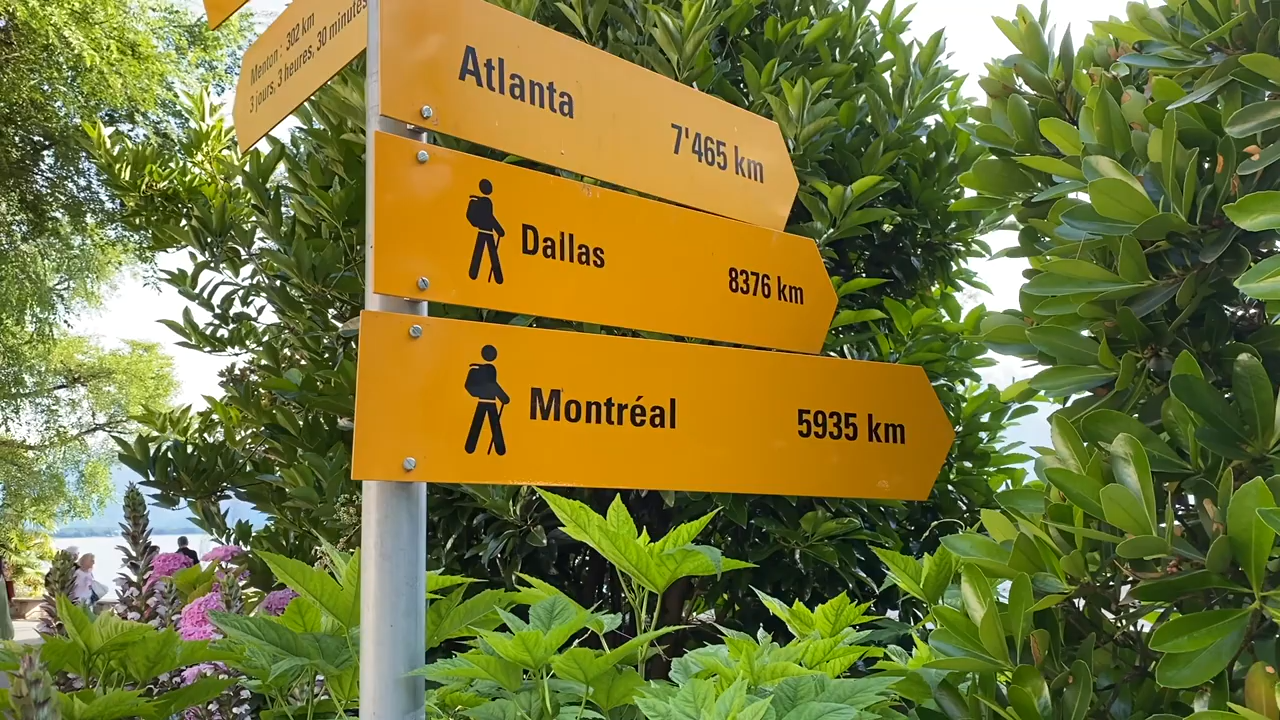 Menton : 302 km
3 jours, 3 heures, 30 minutes
Atlanta
7'465 km
Dallas
8376 km
Montréal
5935 km